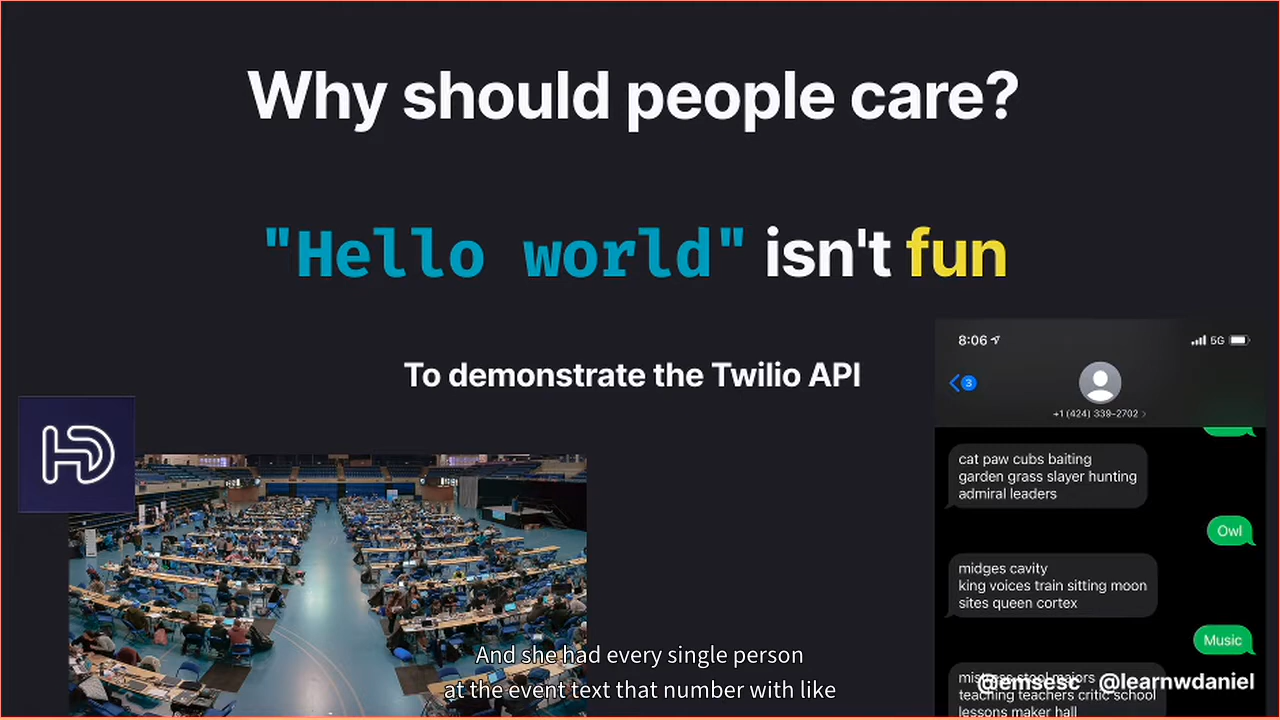 Why should people care?
"Hello world" isn't fun
To demonstrate the Twilio API
HD
8:06
5G
3
+1 (424) 339-2702
cat paw cubs baiting
garden grass slayer hunting
admiral leaders
Owl
midges cavity
king voices train sitting moon
sites queen cortex
Music
majors
teaching teachers critic school
lessons maker hall
@emsesc @learnwdaniel
And she had every single person
at the event text that number with like